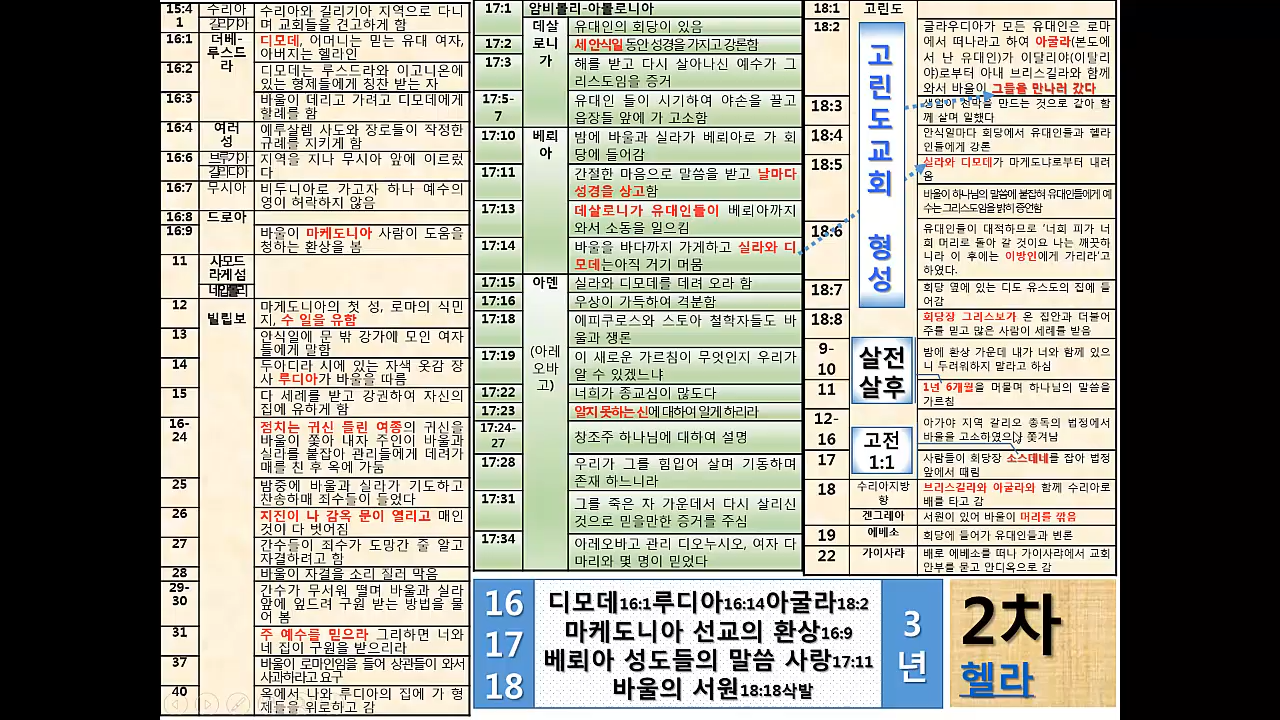 15:4
1
수리아
길리기아
수리아와 길리기아 지역으로 다니
며 교회들을 견고하게 함
16:1
더베-
루스드
라
디모데, 어머니는 믿는 유대 여자,
아버지는 헬라인
16:2
디모데는 루스드라와 이고니온에
있는 형제들에게 칭찬 받는 자
16:3
바울이 데리고 가려고 디모데에게
할례를 함
16:4
여러
성
예루살렘 사도와 장로들이 작정한
규례를 지키게 함
16:6
브루기아
갈라디아
지역을 지나 무시아 앞에 이르렀
다
16:7
무시아
비두니아로 가고자 하나 예수의
영이 허락하지 않음
16:8
드로아
16:9
바울이 마케도니아 사람이 도움을
청하는 환상을 봄
11
사모드
라게 섬
네압볼리
12
빌립보
마게도니아의 첫 성, 로마의 식민
지, 수 일을 유함
13
안식일에 문 밖 강가에 모인 여자
들에게 말함
14
두아디라 시에 있는 자색 옷감 장
사 루디아가 바울을 따름
15
다 세례를 받고 강권하여 자신의
집에 유하게 함
16-
24
점치는 귀신 들린 여종의 귀신을
바울이 쫓아 내자 주인이 바울과
실라를 붙잡아 관리들에게 데려가
매를 친 후 옥에 가둠
25
밤중에 바울과 실라가 기도하고
찬송하매 죄수들이 들었다
26
지진이 나 감옥 문이 열리고 매인
것이 다 벗어짐
27
간수들이 죄수가 도망간 줄 알고
자결하려고 함
28
바울이 자결을 소리 질러 막음
29-
30
간수가 무서워 떨며 바울과 실라
앞에 엎드려 구원 받는 방법을 물
어 봄
31
주 예수를 믿으라 그리하면 너와
네 집이 구원을 받으리라
37
바울이 로마인임을 들어 상관들이 와서
사과하라고 요구
40
옥에서 나와 루디아의 집에 가 형
제들을 위로하고 감
17:1
암비볼리-아볼로니아
데살
로니
가
유대인의 회당이 있음
17:2
세 안식일 동안 성경을 가지고 강론함
17:3
해를 받고 다시 살아나신 예수가 그
리스도임을 증거
17:5-
7
유대인 들이 시기하여 야손을 끌고
읍장들 앞에 가 고소함
17:10
베뢰
아
밤에 바울과 실라가 베뢰아로 가 회
당에 들어감
17:11
간절한 마음으로 말씀을 받고 날마다
성경을 상고함
17:13
데살로니가 유대인들이 베뢰아까지
와서 소동을 일으킴
17:14
바울을 바다까지 가게하고 실라와 디
모데는아직 거기 머뭄
17:15
아덴
실라와 디모데를 데려 오라 함
17:16
우상이 가득하여 격분함
17:18
에피쿠로스와 스토아 철학자들도 바
울과 쟁론
(아레
오바
고)
17:19
이 새로운 가르침이 무엇인지 우리가
알 수 있겠느냐
17:22
너희가 종교심이 많도다
17:23
알지 못하는 신에 대하여 알게 하리라
17:24-
27
창조주 하나님에 대하여 설명
17:28
우리가 그를 힘입어 살며 기동하며
존재 하느니라
17:31
그를 죽은 자 가운데서 다시 살리신
것으로 믿을만한 증거를 주심
17:34
아레오바고 관리 디오누시오, 여자 다
마리와 몇 명이 믿었다
18:1
고린도
18:2
글라우디아가 모든 유대인은 로마
에서 떠나라고 하여 아굴라(본도에
서 난 유대인)가 이달리야(이탈리
야)로부터 아내 브리스길라와 함께
와서 바울이 그들을 만나러 갔다
고린도교회 형성
18:3
생업이 천막을 만드는 것으로 같아 함
께 살며 일했다
18:4
안식일마다 회당에서 유대인들과 헬라
인들에게 강론
18:5
실라와 디모데가 마게도냐로부터 내려
옴
바울이 하나님의 말씀에 붙잡혀 유대인들에게 예
수는 그리스도임을 밝히 증언함
18:6
유대인들이 대적하므로 '너희 피가 너
회 머리로 돌아 갈 것이요 나는 깨끗하
니라 이 후에는 이방인에게 가리라'고
하였다.
18:7
회당 옆에 있는 디도 유스도의 집에 들
어감
18:8
회당장 그리스보가 온 집안과 더불어
주를 믿고 많은 사람이 세례를 받음
9-
10
살전
살후
밤에 환상 가운데 내가 너와 함께 있으
니 두려워하지 말라고 하심
11
1년 6개월을 머물며 하나님의 말씀을
가르침
12-
16
아가야 지역 갈리오 총독의 법정에서
바울을 고소하였으나 쫓겨남
고전
1:1
17
사람들이 회당장 소스데네를 잡아 법정
앞에서 때림
18
수리아지방
향
브리스길라와 아굴라와 함께 수리아로
배를 타고 감
겐그레아
서원이 있어 바울이 머리를 깎음
19
에베소
회당에 들어가 유대인들과 변론
22
가이사라
배로 에베소를 떠나 가이사라에서 교회
안부를 묻고 안디옥으로 감
16
17
18
디모데16:1루디아16:14아굴라18:2
마케도니아 선교의 환상16:9
베뢰아 성도들의 말씀 사랑17:11
바울의 서원18:18삭발
3
년
2차
헬라